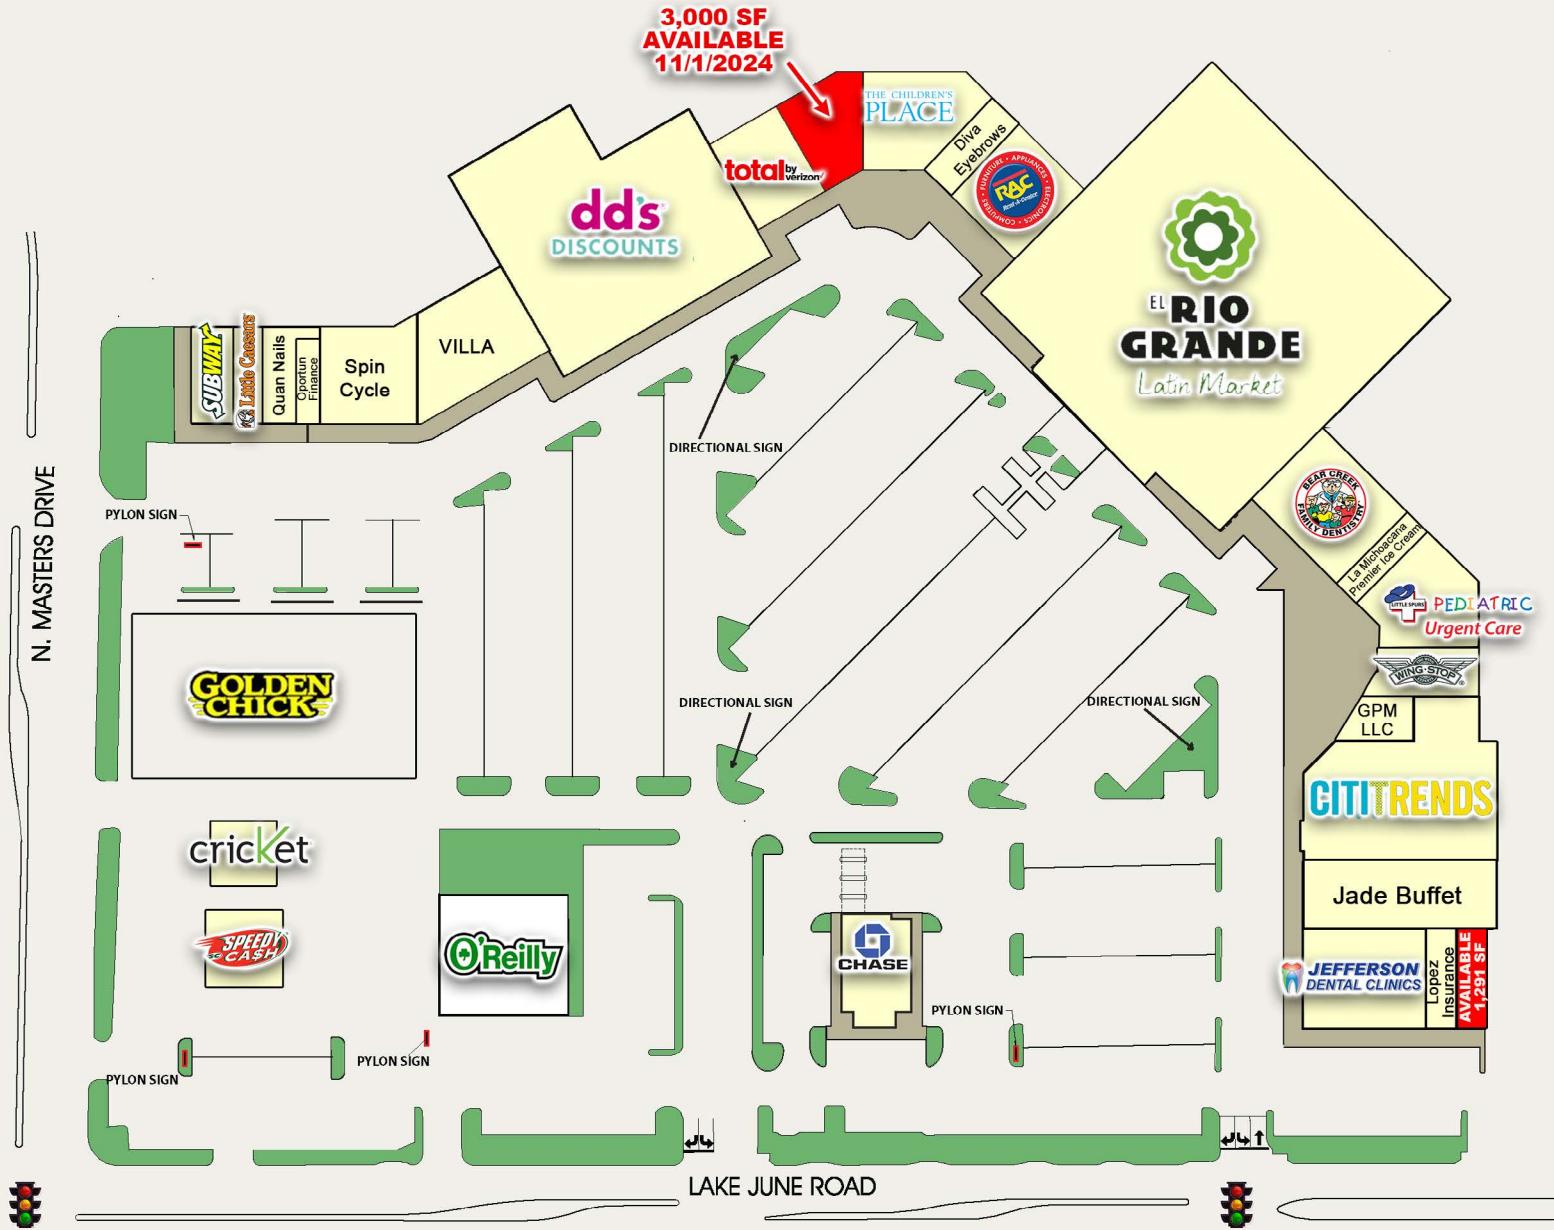 3,000 SF
AVAILABLE
11/1/2024
THE CHILDREN'S
PLACE
Diva
Eyebrows
total by
verizon
FURNITURE • APPLIANCES • ELECTRONICS • COMPUTERS
RAC
Rent-A-Center
dd's
DISCOUNTS
EL RIO
GRANDE
Latin Market
SUBWAY
Little Caesars
Quan Nails
Oportun
Finance
Spin
Cycle
VILLA
DIRECTIONAL SIGN
N. MASTERS DRIVE
PYLON SIGN
BEAR CREEK
FAMILY DENTISTRY
La Michoacana
Premier Ice Cream
LITTLE SPURS
PEDIATRIC
Urgent Care
WING-STOP
GOLDEN
CHICK
DIRECTIONAL SIGN
DIRECTIONAL SIGN
GPM
LLC
CITITRENDS
cricket
Jade Buffet
SPEEDY
CA$H
O'Reilly
CHASE
JEFFERSON
DENTAL CLINICS
Lopez
Insurance
AVAILABLE
1,291 SF
PYLON SIGN
PYLON SIGN
PYLON SIGN
LAKE JUNE ROAD